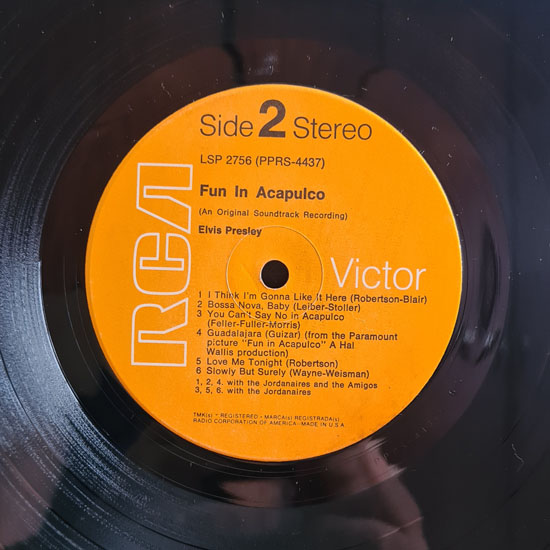 Side 2 Stereo
LSP 2756 (PPRS-4437)
Fun In Acapulco
(An Original Soundtrack Recording)
Elvis Presley
RCA
Victor
1 I Think I'm Gonna Like It Here (Robertson-Blair)
2 Bossa Nova, Baby (Leiber-Stoller)
3 You Can't Say No in Acapulco
(Feller-Fuller-Morris)
4 Guadalajara (Guizar) (from the Paramount
picture "Fun in Acapulco" A Hal
Wallis production)
5 Love Me Tonight (Robertson)
6 Slowly But Surely (Wayne-Weisman)
1, 2, 4. with the Jordanaires and the Amigos
3, 5, 6. with the Jordanaires
TMK(s) ® REGISTERED - MARCA(s) REGISTRADA(s)
RADIO CORPORATION OF AMERICA - MADE IN U.S.A.